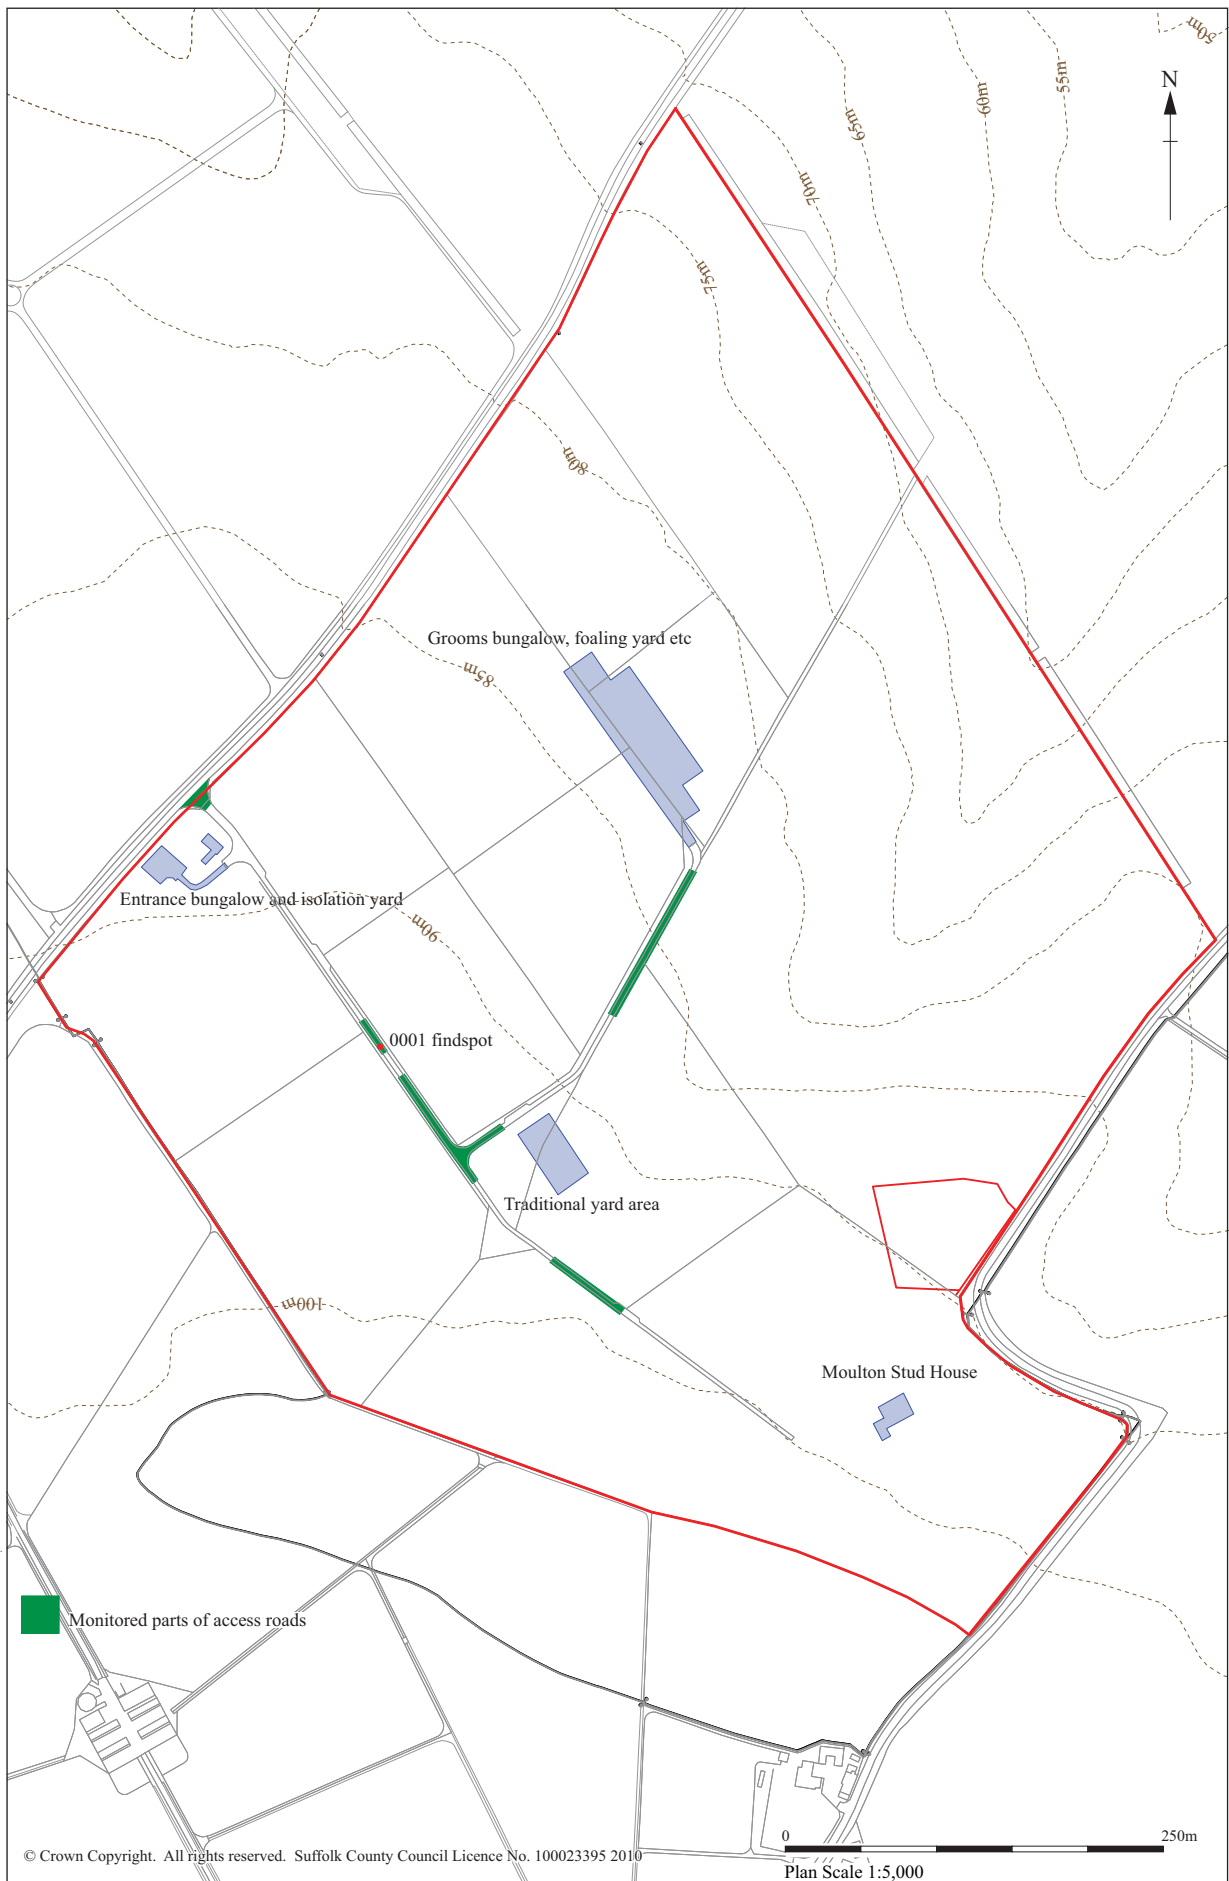 50m
55m
60m
N
65m
70m
75m
80m
Grooms bungalow, foaling yard etc
85m
Entrance bungalow and isolation yard
90m
0001 findspot
Traditional yard area
100m
Moulton Stud House
Monitored parts of access roads
0 250m
© Crown Copyright. All rights reserved. Suffolk County Council Licence No. 100023395 2010
Plan Scale 1:5,000